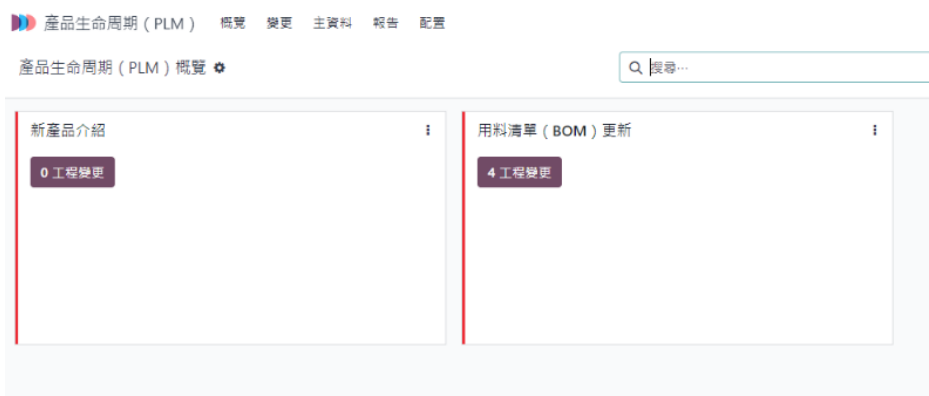 產品生命周期 ( PLM ) 概覽 變更 主資料 報告 配置
產品生命周期 ( PLM ) 概覽
搜尋...
新產品介紹
0 工程變更
用料清單 ( BOM ) 更新
4 工程變更